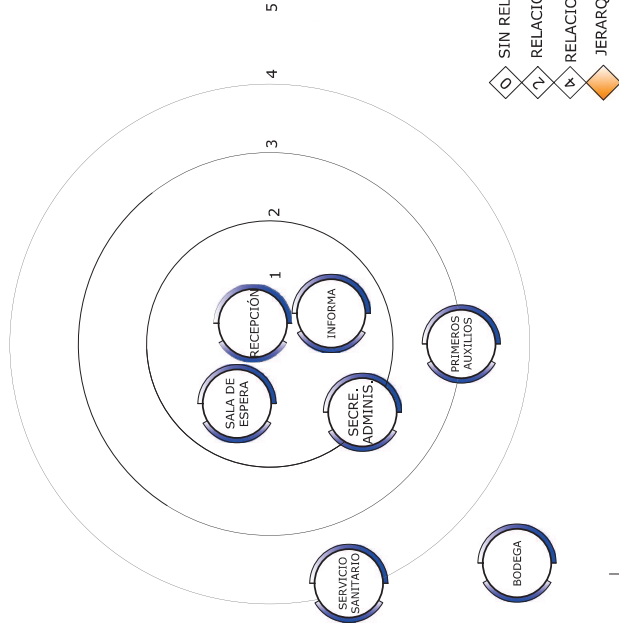 5
4
3
2
1
RECEPCIÓN
INFORMA
SALA DE
ESPERA
SECRE.
ADMINIS.
PRIMEROS
AUXILIOS
SERVICIO
SANITARIO
BODEGA
0 SIN REL
2 RELACIO
4 RELACIO
JERARQ